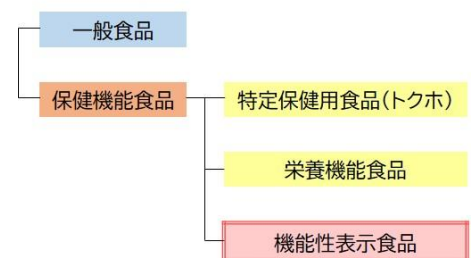 一般食品
保健機能食品
特定保健用食品(トクホ)
栄養機能食品
機能性表示食品